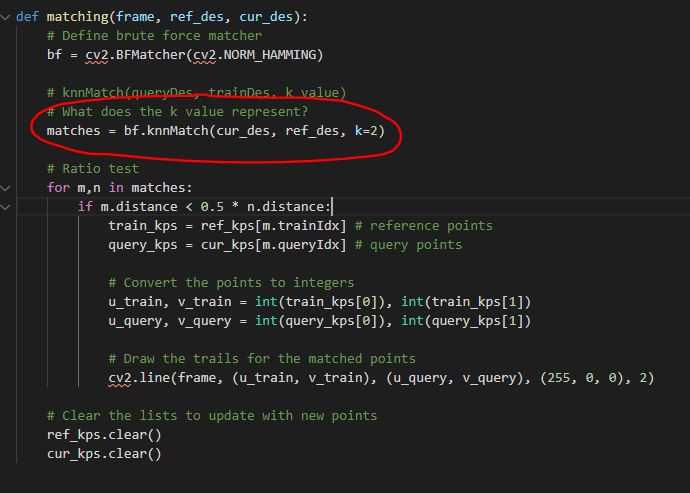 def matching(frame, ref_des, cur_des):
# Define brute force matcher
bf = cv2.BFMatcher(cv2.NORM_HAMMING)
# knnMatch(queryDes, trainDes, k value)
# What does the k value represent?
matches = bf.knnMatch(cur_des, ref_des, k=2)
# Ratio test
for m,n in matches:
if m.distance < 0.5 * n.distance:
train_kps = ref_kps[m.trainIdx] # reference points
query_kps = cur_kps[m.queryIdx] # query points
# Convert the points to integers
u_train, v_train = int(train_kps[0]), int(train_kps[1])
u_query, v_query = int(query_kps[0]), int(query_kps[1])
# Draw the trails for the matched points
cv2.line(frame, (u_train, v_train), (u_query, v_query), (255, 0, 0), 2)
# Clear the lists to update with new points
ref_kps.clear()
cur_kps.clear()